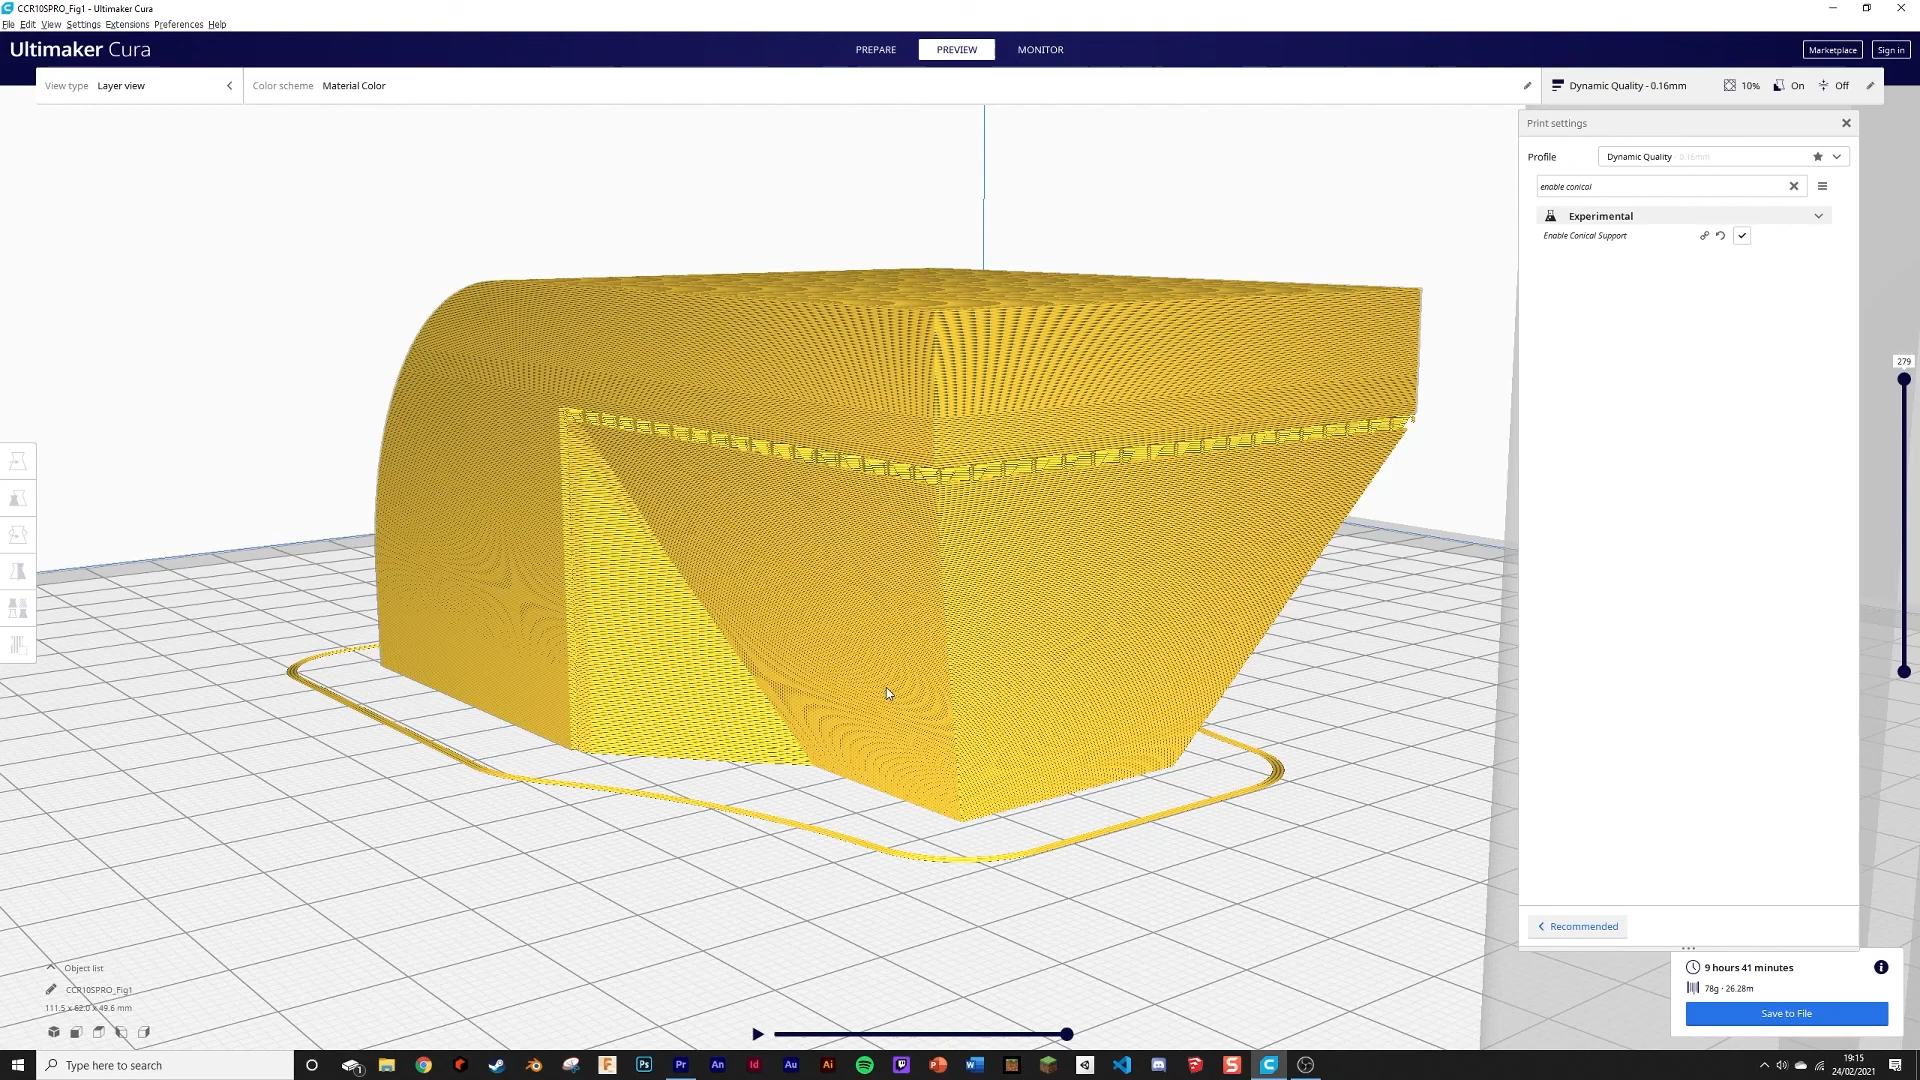 CCR10SPRO_Fig1 - Ultimaker Cura
File Edit View Settings Extensions Preferences Help
Ultimaker Cura
PREPARE PREVIEW MONITOR
Marketplace Sign in
View type Layer view
Color scheme Material Color
Dynamic Quality - 0.16mm 10% On Off
Print settings
Profile Dynamic Quality - 0.16mm
enable conical
Experimental
Enable Conical Support
279
Recommended
Object list
CCR10SPRO_Fig1
111.5 x 62.0 x 49.6 mm
9 hours 41 minutes
78g · 26.28m
Save to File
Type here to search
19:15
24/02/2021